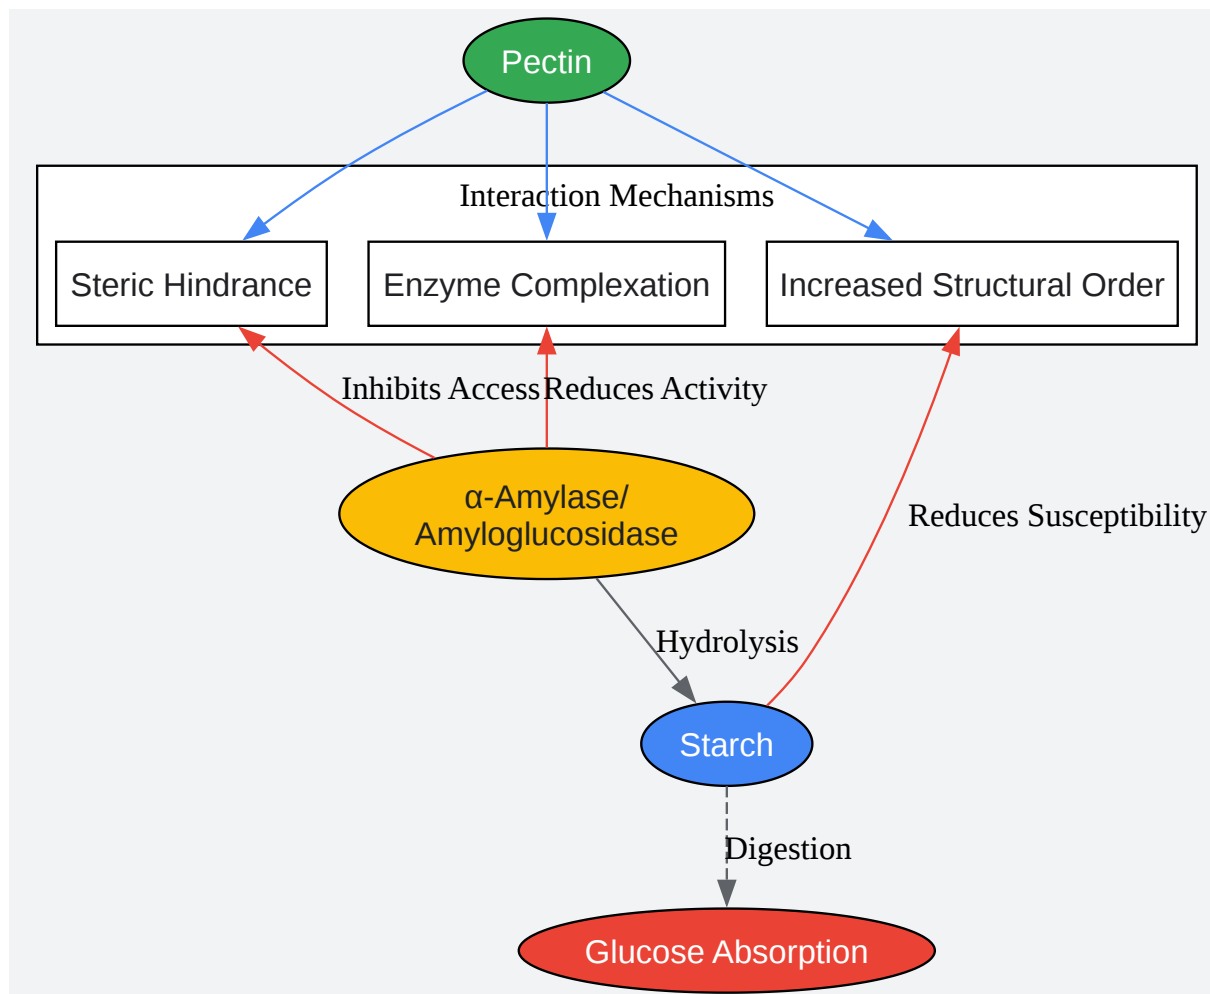 Pectin
Interaction Mechanisms
Steric Hindrance
Enzyme Complexation
Increased Structural Order
Inhibits Access
Reduces Activity
α-Amylase/
Amyloglucosidase
Reduces Susceptibility
Hydrolysis
Starch
Digestion
Glucose Absorption